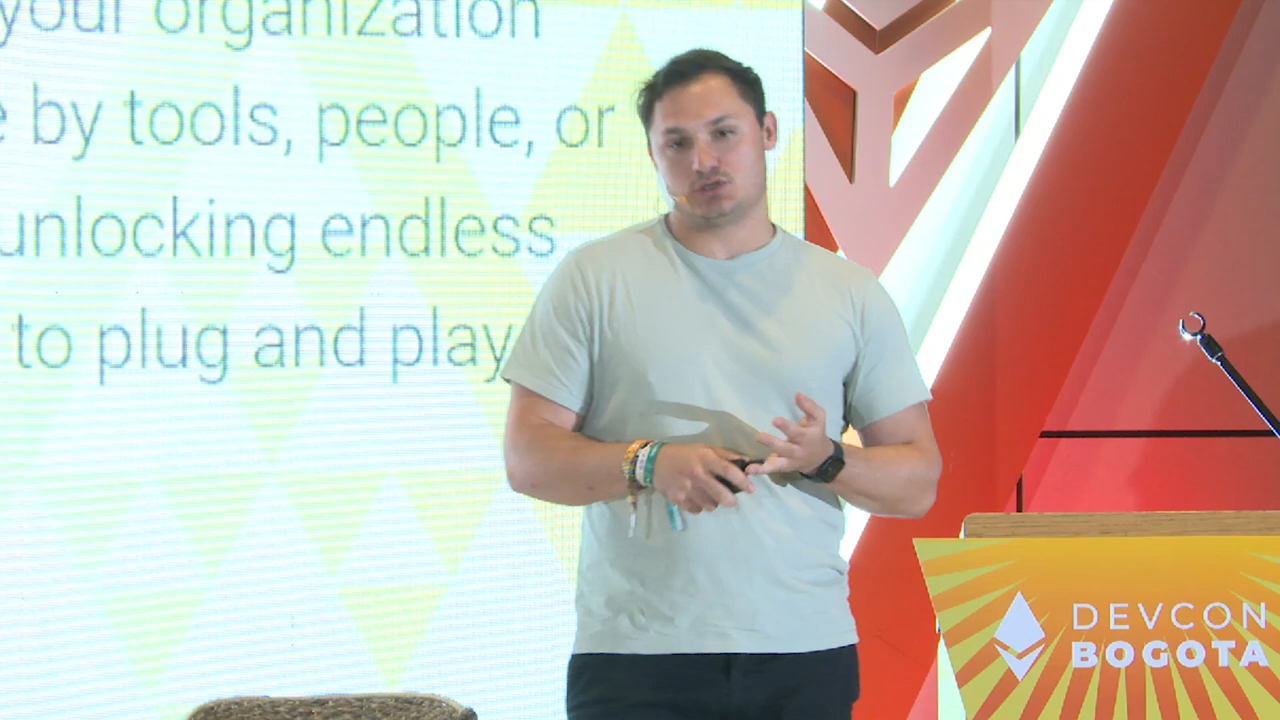 your organization
by tools, people, or
unlocking endless
to plug and play
DEVCON
BOGOTA